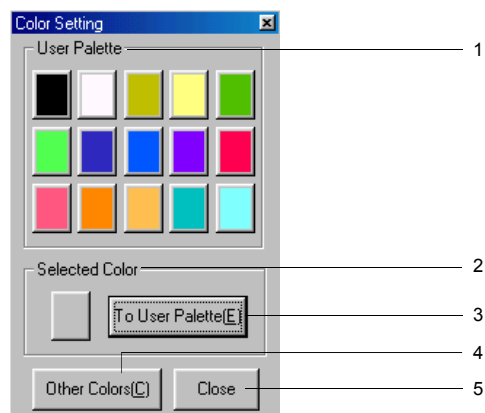 Color Setting
User Palette
1
Selected Color
2
To User Palette(E)
3
4
Other Colors(C)
Close
5